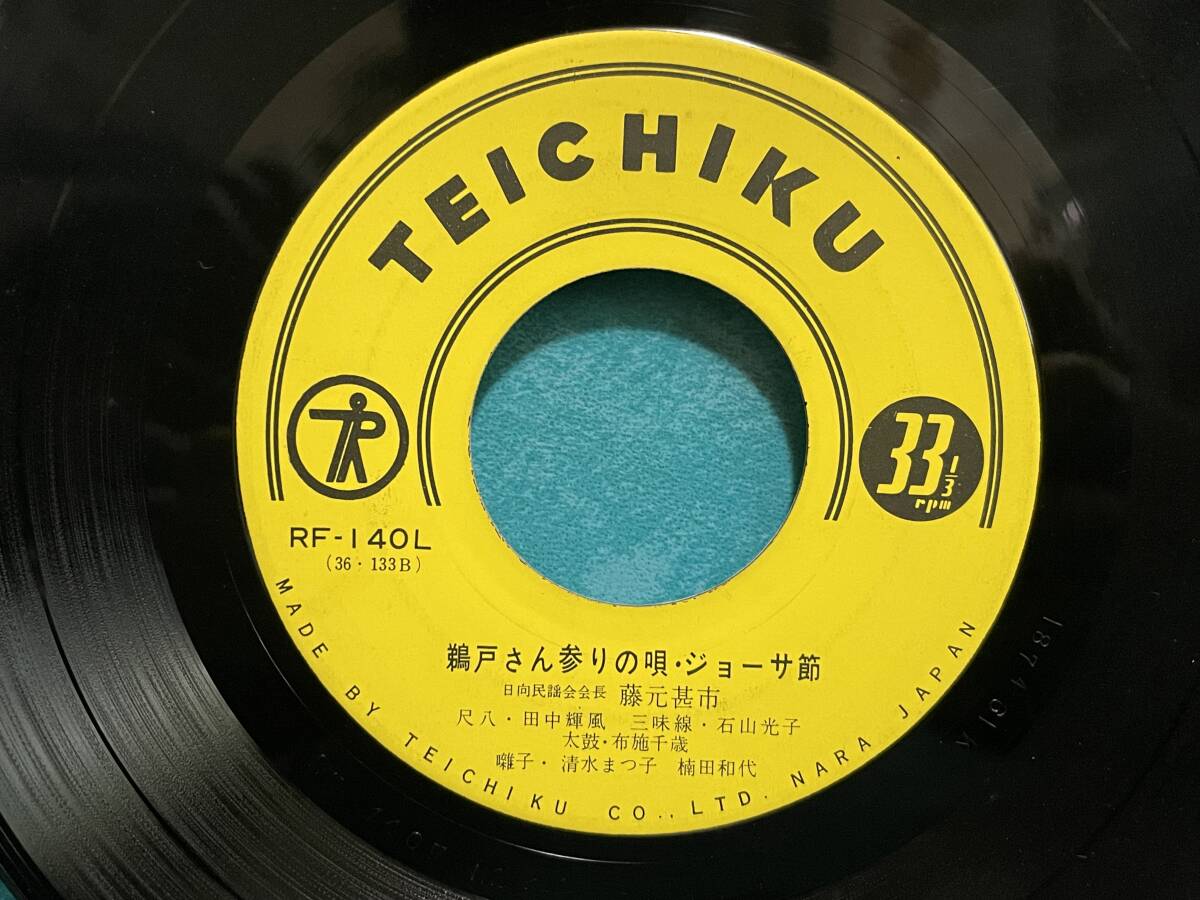 TEICHIKU
33 1/3
rpm
RF-140L
(36・133B)
鵜戸さん参りの唄・ジョーサ節
日向民謡会会長 藤元甚市
尺八・田中輝風 三味線・石山光子
太鼓・布施千歳
囃子・清水まつ子 楠田和代
MADE BY TEICHIKU CO., LTD. NARA JAPAN